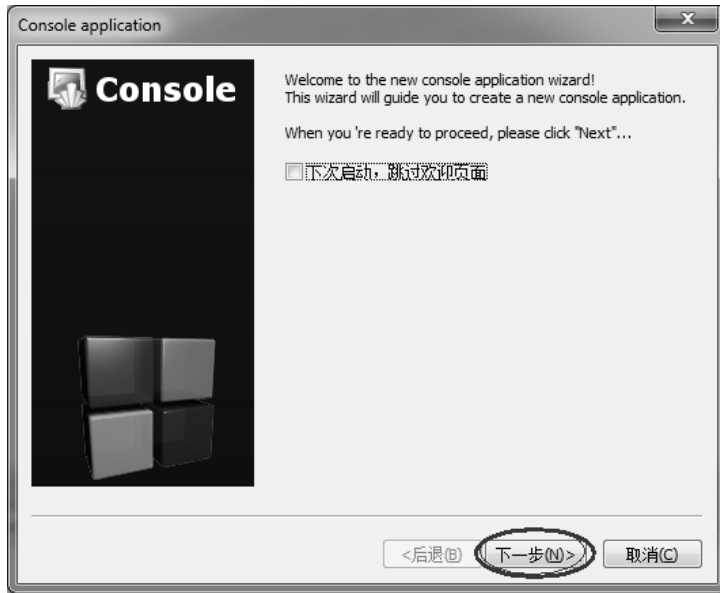 Console application
Console
Welcome to the new console application wizard!
This wizard will guide you to create a new console application.
When you 're ready to proceed, please click "Next"...
下次启动，跳过欢迎页面
<后退(B)
下一步(N)>
取消(C)